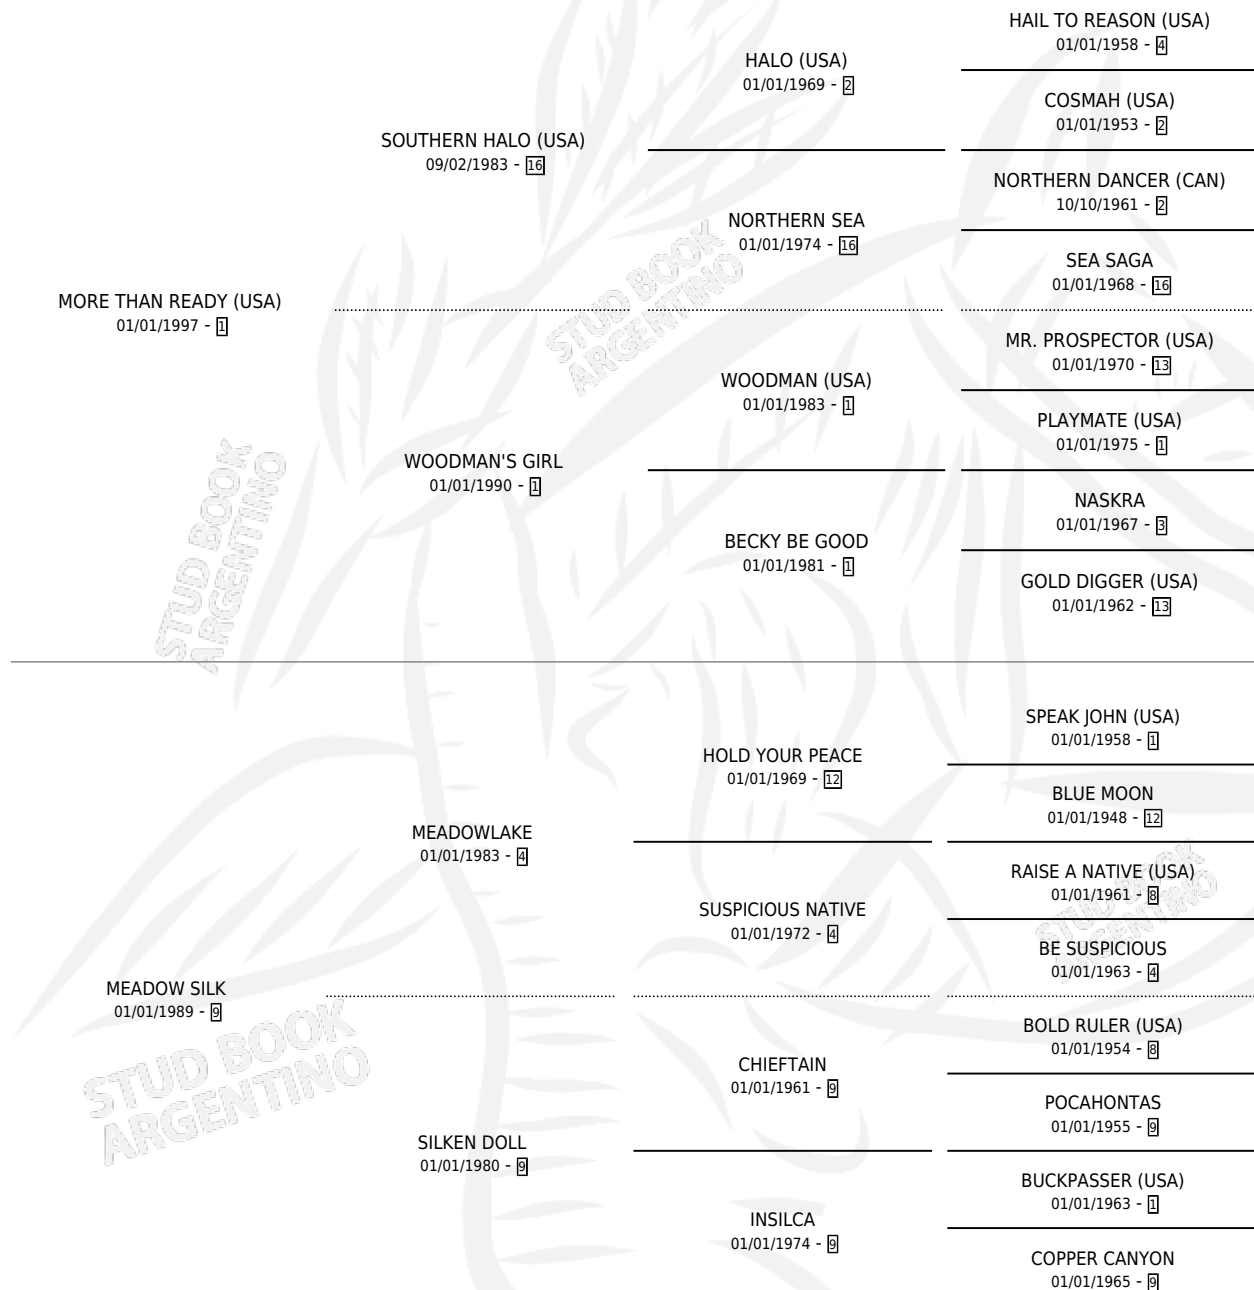 HAIL TO REASON (USA)
01/01/1958 - 4
HALO (USA)
01/01/1969 - 2
COSMAH (USA)
01/01/1953 - 2
SOUTHERN HALO (USA)
09/02/1983 - 16
NORTHERN DANCER (CAN)
10/10/1961 - 2
NORTHERN SEA
01/01/1974 - 16
SEA SAGA
01/01/1968 - 16
MORE THAN READY (USA)
01/01/1997 - 1
MR. PROSPECTOR (USA)
01/01/1970 - 13
WOODMAN (USA)
01/01/1983 - 1
PLAYMATE (USA)
01/01/1975 - 1
WOODMAN'S GIRL
01/01/1990 - 1
NASKRA
01/01/1967 - 3
BECKY BE GOOD
01/01/1981 - 1
GOLD DIGGER (USA)
01/01/1962 - 13
STUD BOOK
ARGENTINO
STUD BOOK
ARGENTINO
SPEAK JOHN (USA)
01/01/1958 - 1
HOLD YOUR PEACE
01/01/1969 - 12
BLUE MOON
01/01/1948 - 12
MEADOWLAKE
01/01/1983 - 4
RAISE A NATIVE (USA)
01/01/1961 - 8
SUSPICIOUS NATIVE
01/01/1972 - 4
BE SUSPICIOUS
01/01/1963 - 4
STUD BOOK
ARGENTINO
MEADOW SILK
01/01/1989 - 9
BOLD RULER (USA)
01/01/1954 - 8
CHIEFTAIN
01/01/1961 - 9
POCAHONTAS
01/01/1955 - 9
STUD BOOK
ARGENTINO
SILKEN DOLL
01/01/1980 - 9
BUCKPASSER (USA)
01/01/1963 - 1
INSILCA
01/01/1974 - 9
COPPER CANYON
01/01/1965 - 9